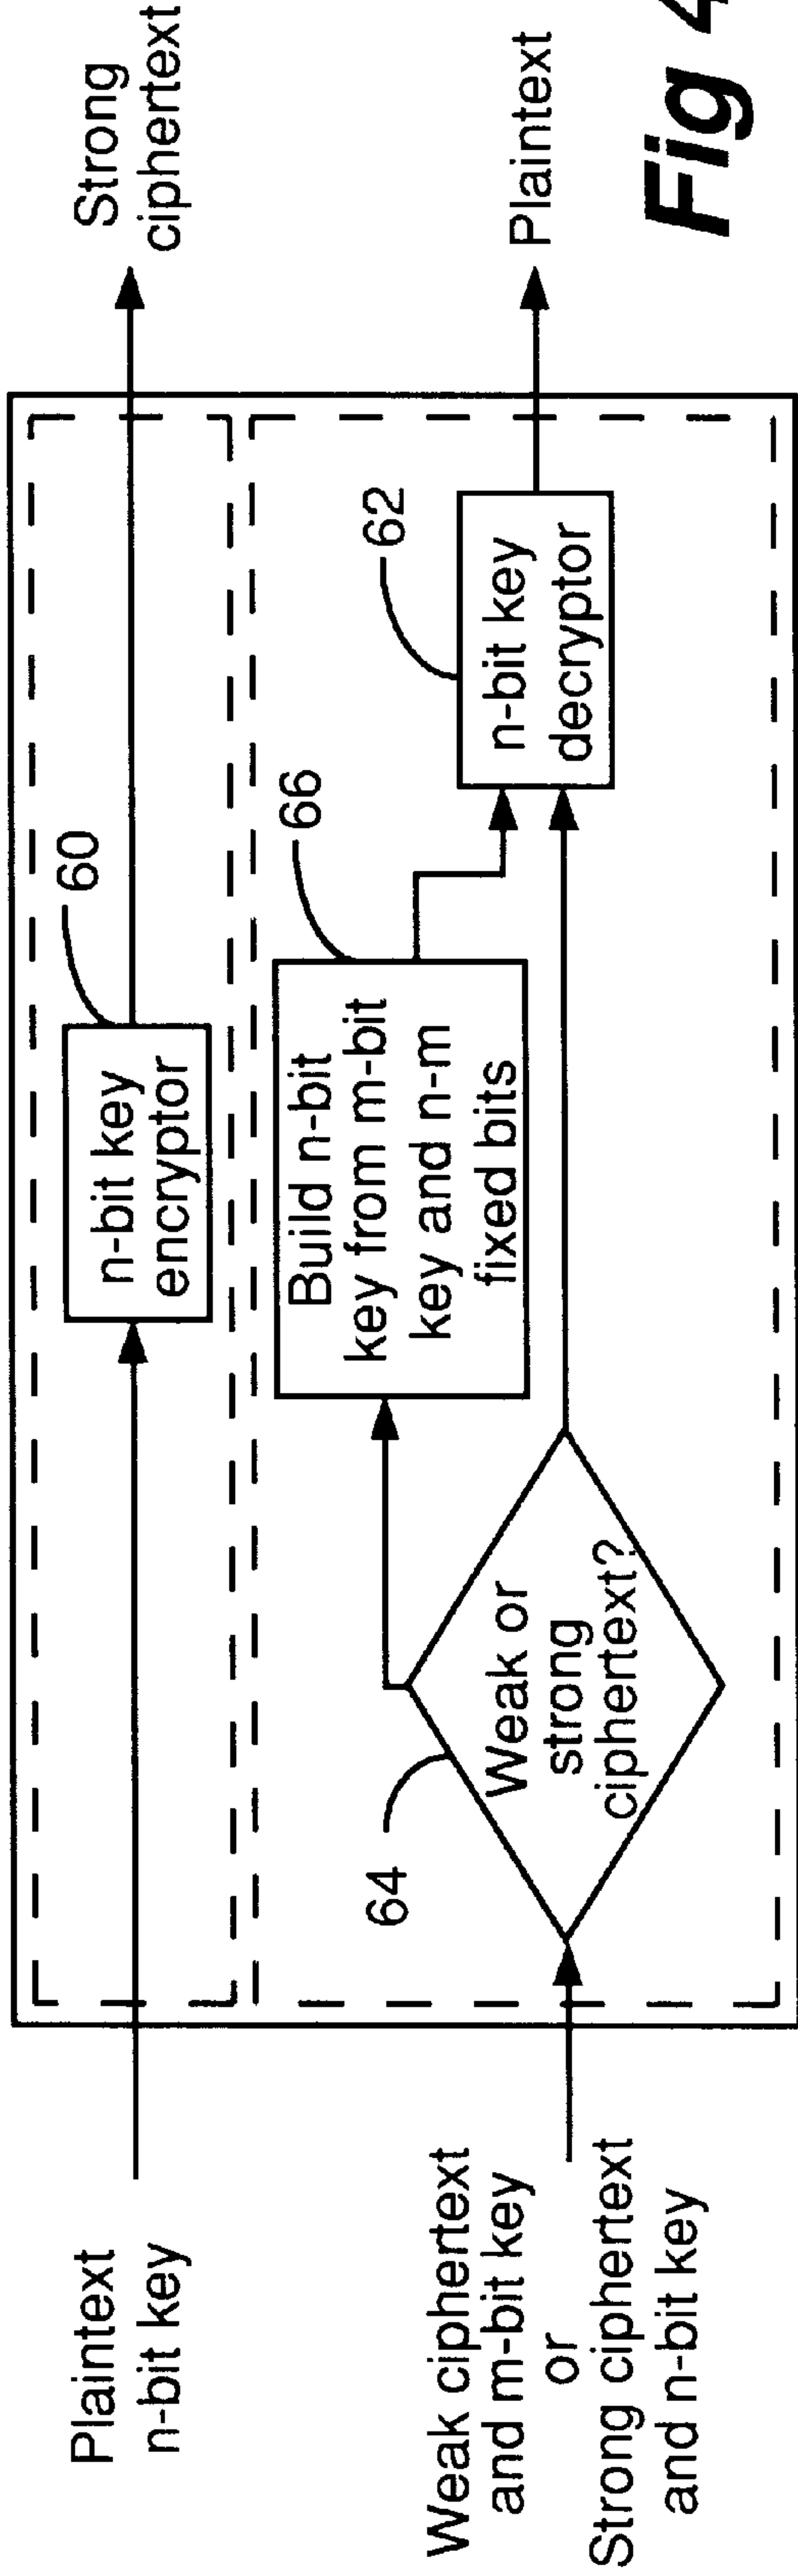 Plaintext
n-bit key
60
n-bit key
encryptor
Strong
ciphertext
Weak ciphertext
and m-bit key
or
Strong ciphertext
and n-bit key
64
Weak or
strong
ciphertext?
66
Build n-bit
key from m-bit
key and n-m
fixed bits
62
n-bit key
decryptor
Plaintext
Fig 4